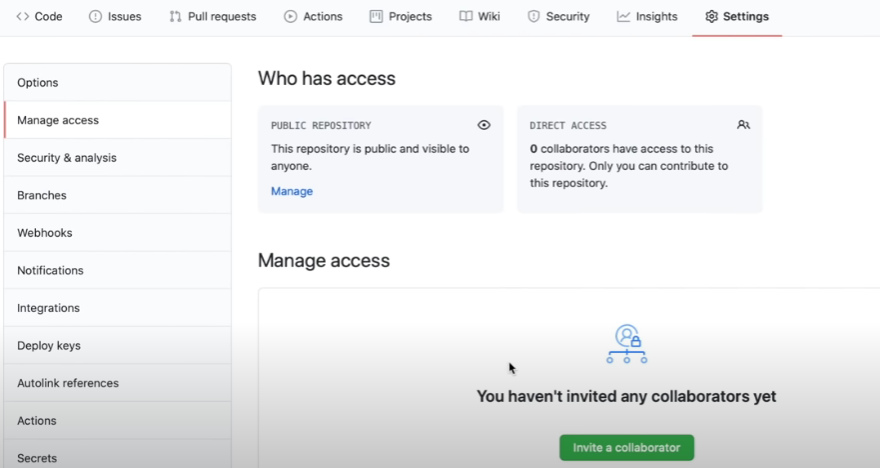 Code Issues Pull requests Actions Projects Wiki Security Insights Settings
Options
Manage access
Security & analysis
Branches
Webhooks
Notifications
Integrations
Deploy keys
Autolink references
Actions
Secrets
Who has access
PUBLIC REPOSITORY
This repository is public and visible to
anyone.
Manage
DIRECT ACCESS
0 collaborators have access to this
repository. Only you can contribute to
this repository.
Manage access
You haven't invited any collaborators yet
Invite a collaborator